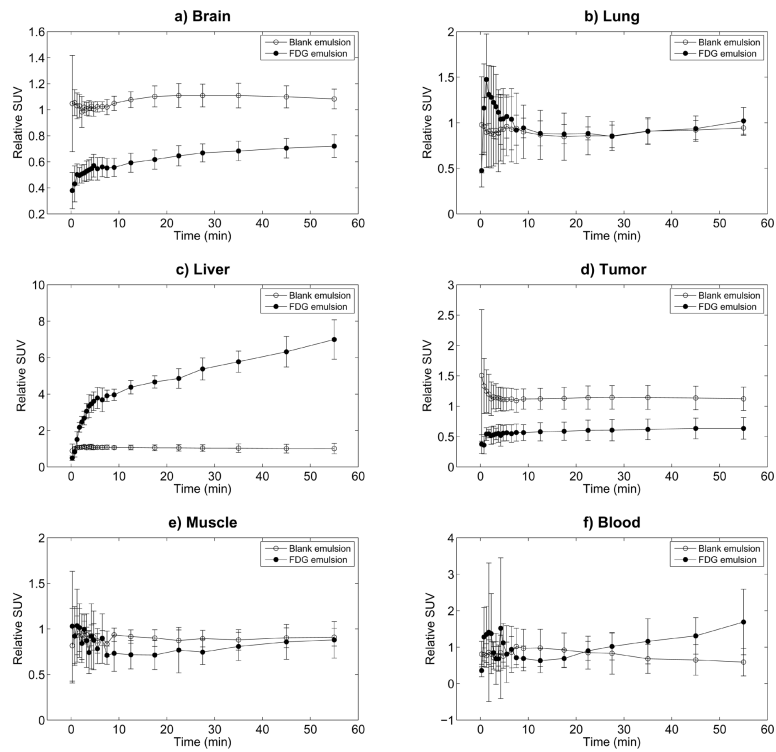 a) Brain
Relative SUV
1.6
1.4
1.2
1
0.8
0.6
0.4
0.2
Blank emulsion
FDG emulsion
0 10 20 30 40 50 60
Time (min)
b) Lung
Relative SUV
2
1.5
1
0.5
0
Blank emulsion
FDG emulsion
0 10 20 30 40 50 60
Time (min)
c) Liver
Relative SUV
10
8
6
4
2
0
Blank emulsion
FDG emulsion
0 10 20 30 40 50 60
Time (min)
d) Tumor
Relative SUV
3
2.5
2
1.5
1
0.5
0
Blank emulsion
FDG emulsion
0 10 20 30 40 50 60
Time (min)
e) Muscle
Relative SUV
2
1.5
1
0.5
0
Blank emulsion
FDG emulsion
0 10 20 30 40 50 60
Time (min)
f) Blood
Relative SUV
4
3
2
1
0
−1
Blank emulsion
FDG emulsion
0 10 20 30 40 50 60
Time (min)